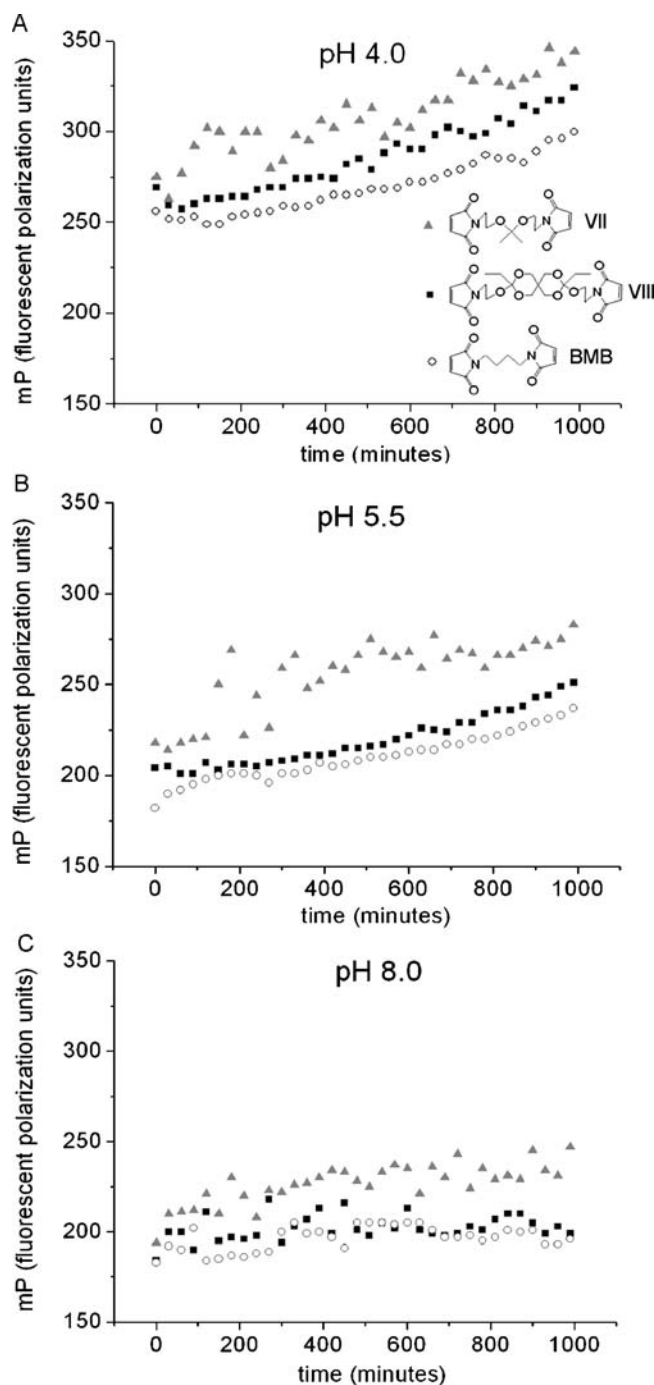 A
pH 4.0
mP (fluorescent polarization units)
350
300
250
200
150
O
N
O
O
O
O
N
O
VII
O
N
O
O
O
O
O
O
O
O
N
O
VIII
O
N
O
O
N
O
BMB
0 200 400 600 800 1000
time (minutes)
B
pH 5.5
mP (fluorescent polarization units)
350
300
250
200
150
0 200 400 600 800 1000
time (minutes)
C
pH 8.0
mP (fluorescent polarization units)
350
300
250
200
150
0 200 400 600 800 1000
time (minutes)